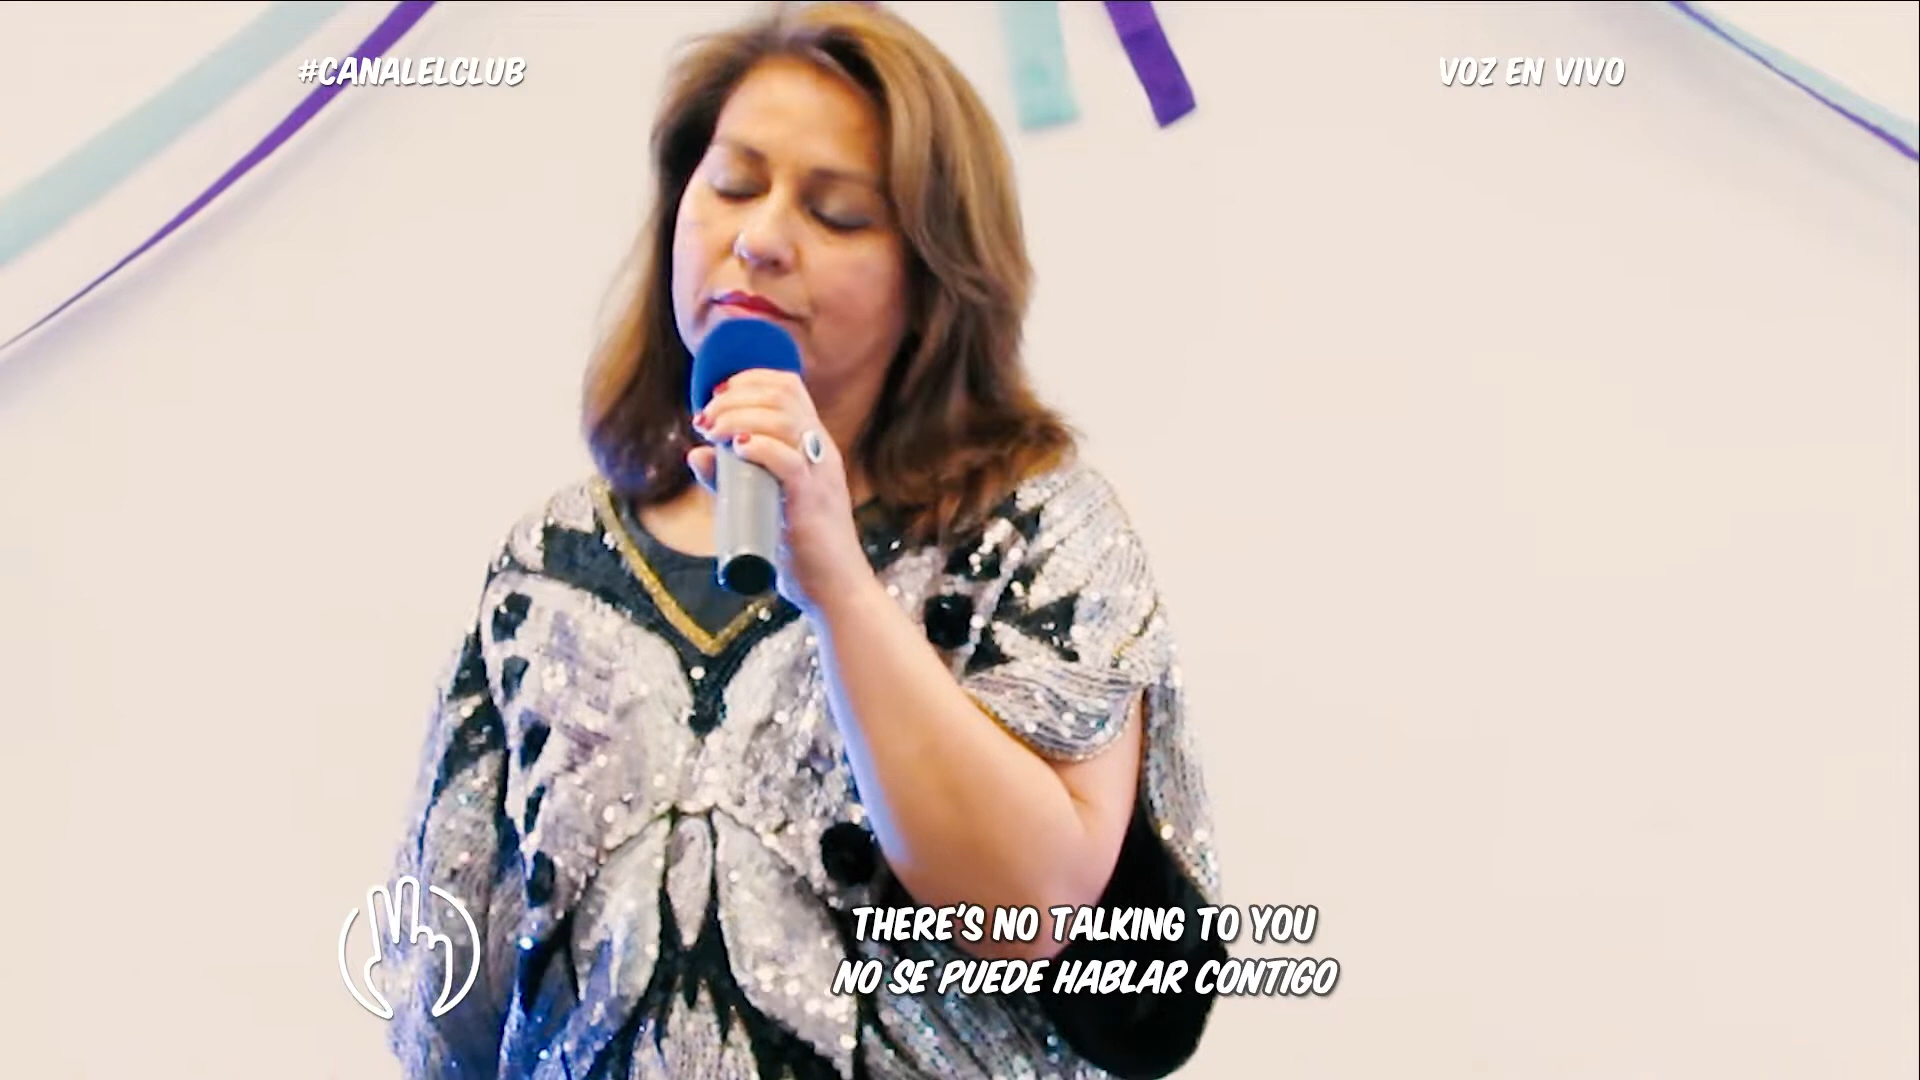 #CANALELCLUB
VOZ EN VIVO
THERE'S NO TALKING TO YOU
NO SE PUEDE HABLAR CONTIGO